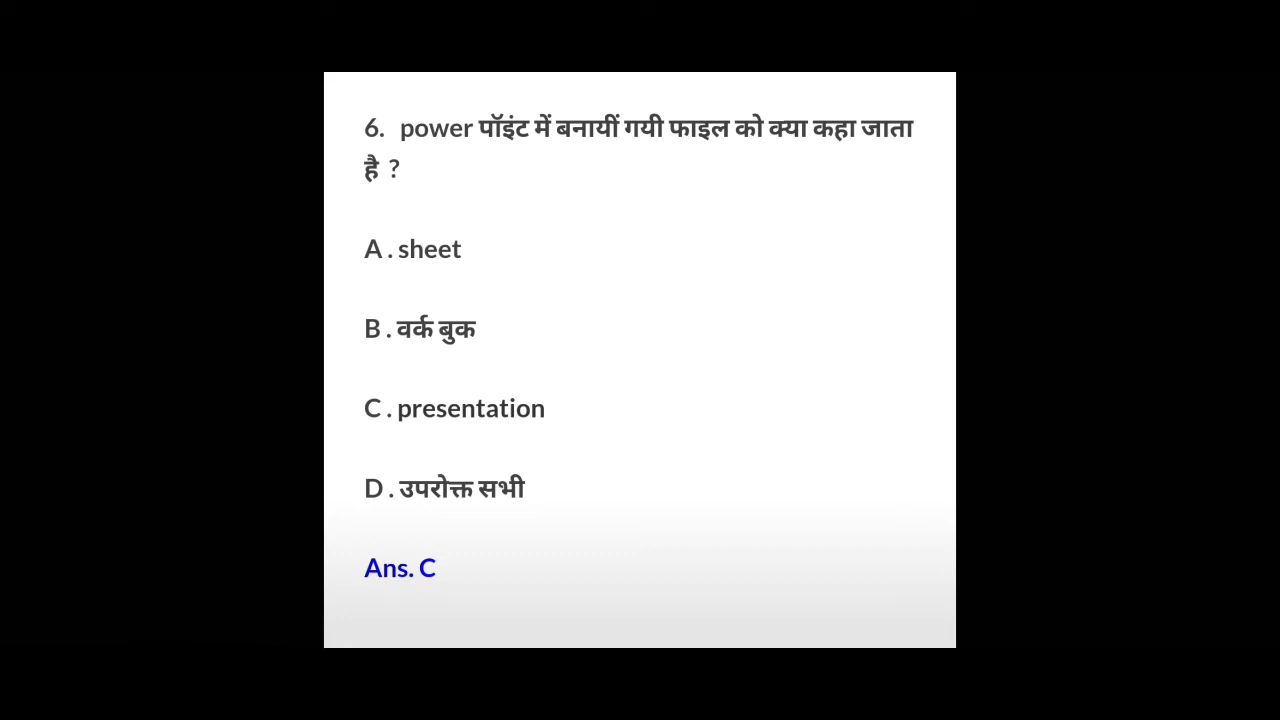 6. power पॉइंट में बनायीं गयी फाइल को क्या कहा जाता
है ?
A . sheet
B . वर्क बुक
C . presentation
D . उपरोक्त सभी
Ans. C